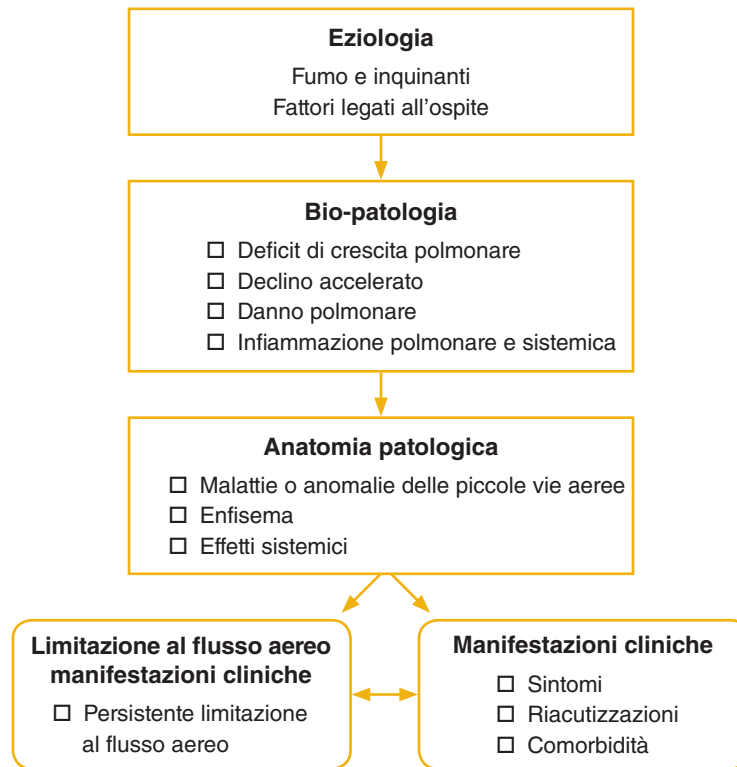 Eziologia
Fumo e inquinanti
Fattori legati all’ospite
Bio-patologia
☐ Deficit di crescita polmonare
☐ Declino accelerato
☐ Danno polmonare
☐ Infiammazione polmonare e sistemica
Anatomia patologica
☐ Malattie o anomalie delle piccole vie aeree
☐ Enfisema
☐ Effetti sistemici
Limitazione al flusso aereo
manifestazioni cliniche
☐ Persistente limitazione
al flusso aereo
Manifestazioni cliniche
☐ Sintomi
☐ Riacutizzazioni
☐ Comorbidità